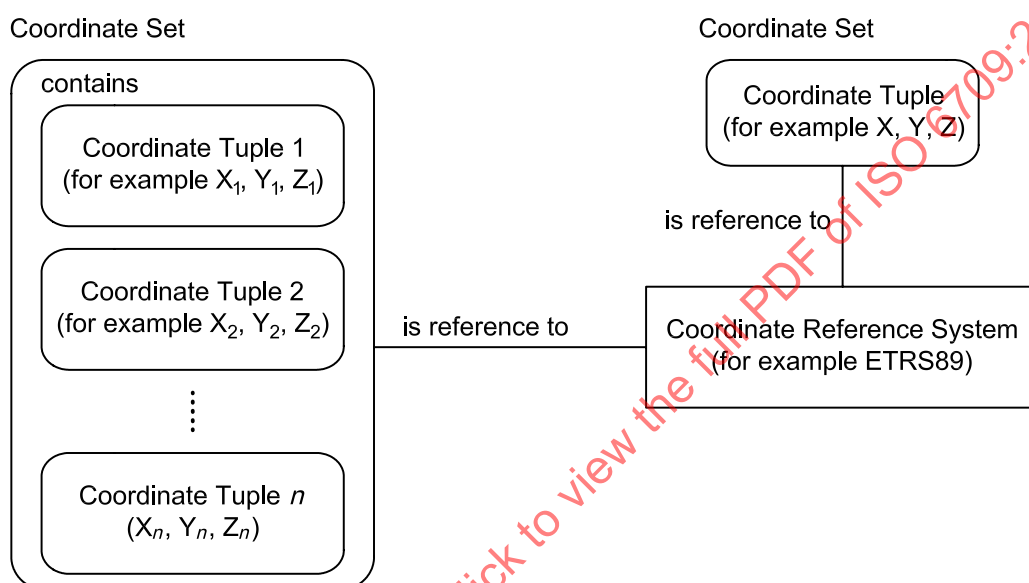 Coordinate Set
contains
Coordinate Tuple 1
(for example X₁, Y₁, Z₁)
Coordinate Tuple 2
(for example X₂, Y₂, Z₂)
Coordinate Tuple n
(Xn, Yn, Zn)
is reference to
Coordinate Set
Coordinate Tuple
(for example X, Y, Z)
is reference to
Coordinate Reference System
(for example ETRS89)
to view the full PDF of ISO 6709:2